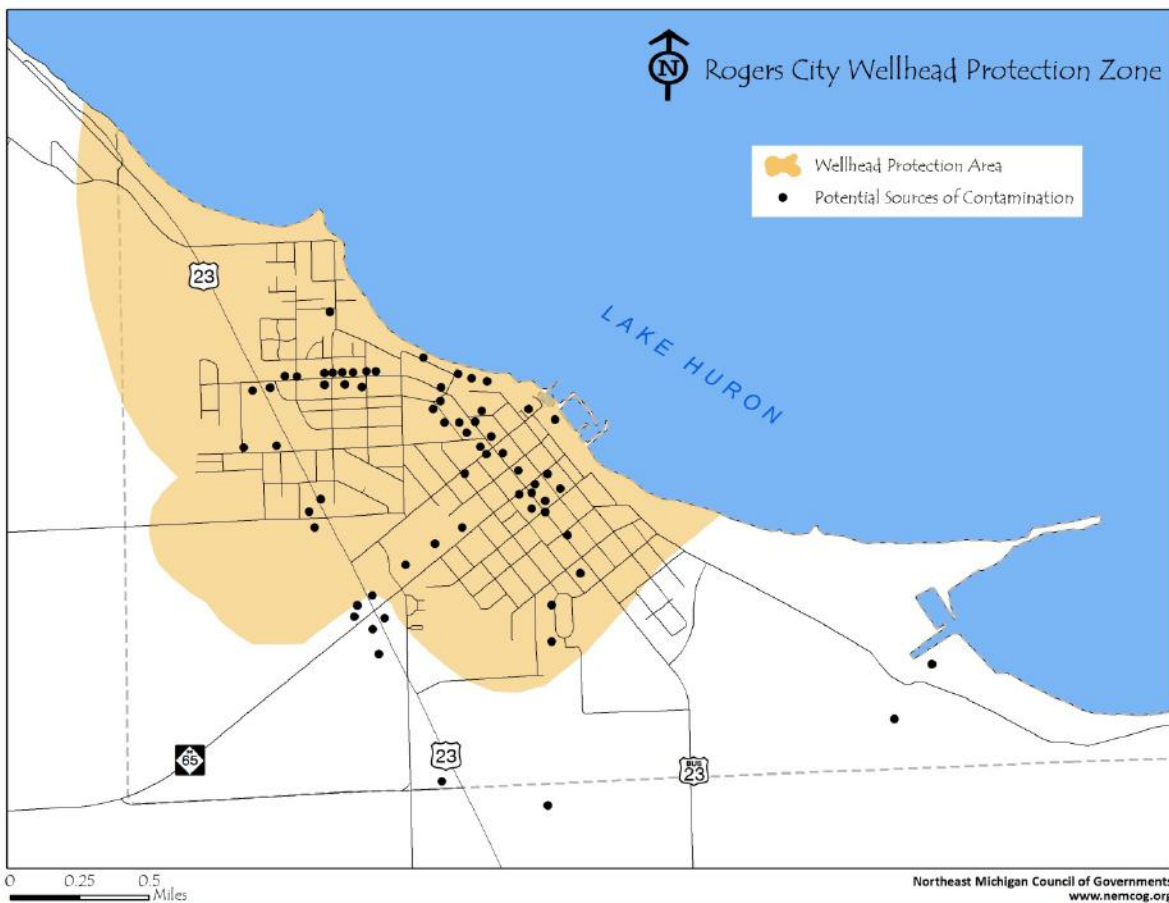 N
Rogers City Wellhead Protection Zone
Wellhead Protection Area
Potential Sources of Contamination
23
LAKE HURON
M
65
23
BUS
23
0 0.25 0.5
Miles
Northeast Michigan Council of Governments
www.nemcog.org